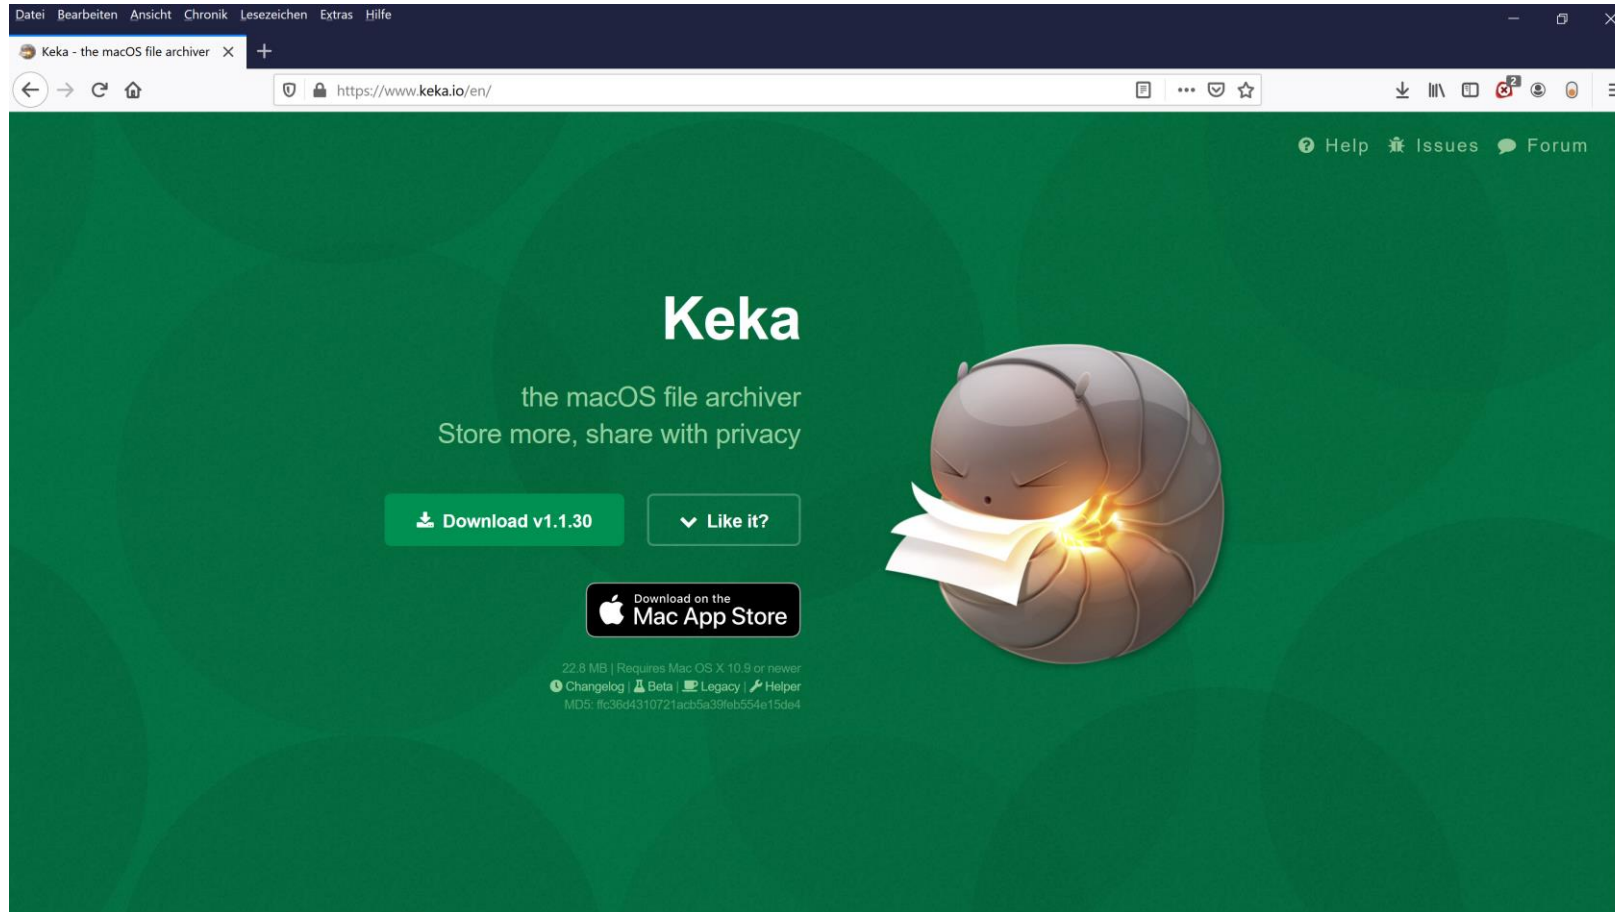 Datei Bearbeiten Ansicht Chronik Lesezeichen Extras Hilfe
Keka - the macOS file archiver
https://www.keka.io/en/
2
Help Issues Forum
Keka
the macOS file archiver
Store more, share with privacy
Download v1.1.30 Like it?
Download on the
Mac App Store
22.8 MB | Requires Mac OS X 10.9 or newer
Changelog | Beta | Legacy | Helper
MD5: ffc36d4310721acb5a39feb554e15de4